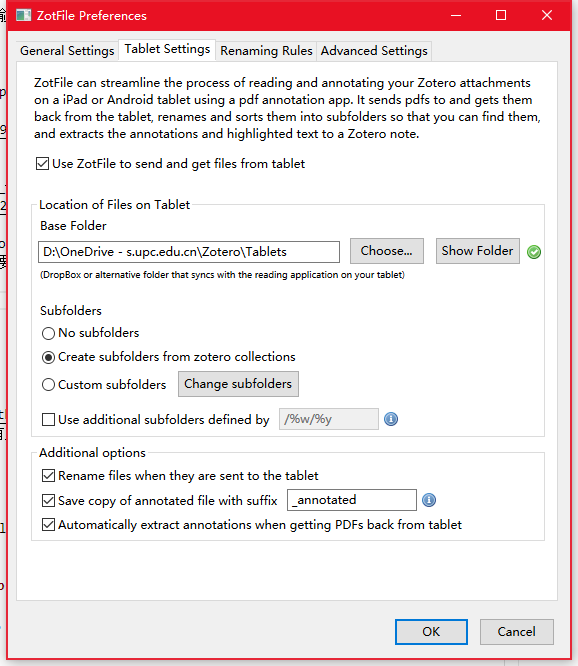 ZotFile Preferences
General Settings Tablet Settings Renaming Rules Advanced Settings
ZotFile can streamline the process of reading and annotating your Zotero attachments
on a iPad or Android tablet using a pdf annotation app. It sends pdfs to and gets them
back from the tablet, renames and sorts them into subfolders so that you can find them,
and extracts the annotations and highlighted text to a Zotero note.
Use ZotFile to send and get files from tablet
Location of Files on Tablet
Base Folder
D:\OneDrive - s.upc.edu.cn\Zotero\Tablets Choose... Show Folder
(DropBox or alternative folder that syncs with the reading application on your tablet)
Subfolders
No subfolders
Create subfolders from zotero collections
Custom subfolders Change subfolders
Use additional subfolders defined by /%w/%y
Additional options
Rename files when they are sent to the tablet
Save copy of annotated file with suffix _annotated
Automatically extract annotations when getting PDFs back from tablet
OK Cancel